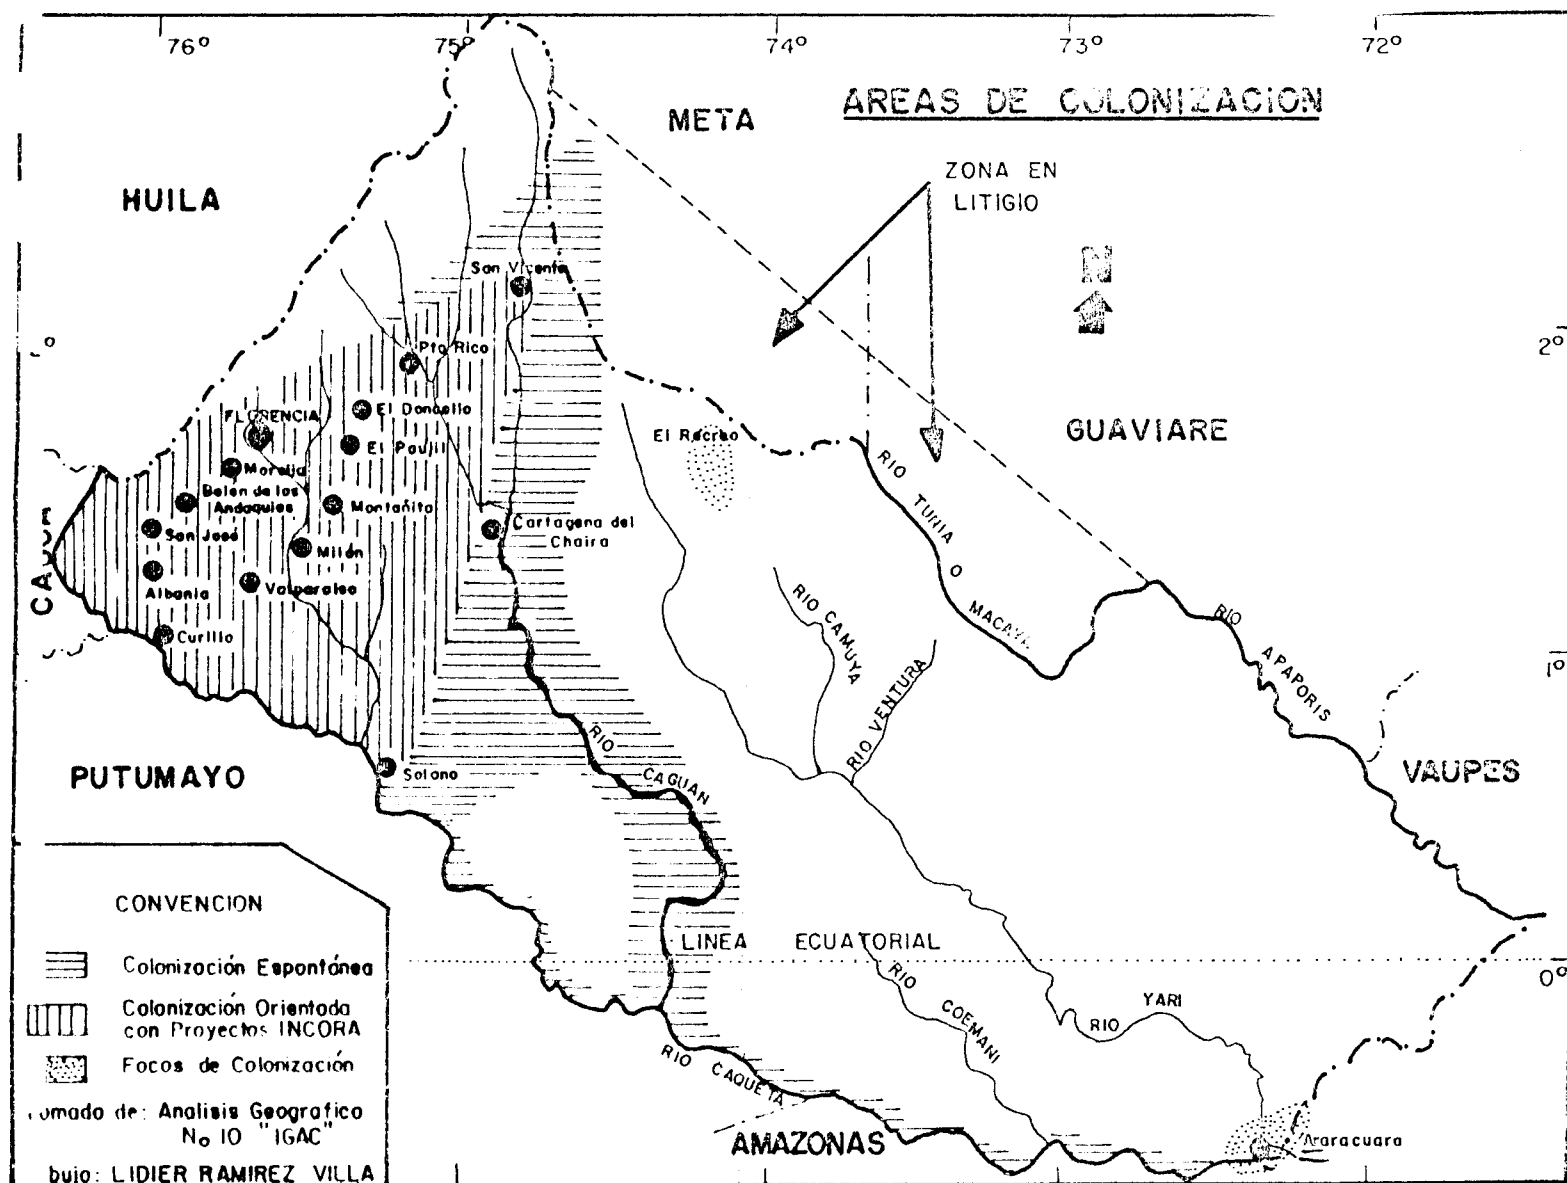 76°
75°
74°
73°
72°
AREAS DE COLONIZACION
META
HUILA
ZONA EN
LITIGIO
N
San Vicente
2°
Pto Rico
El Doncello
FLORENCIA
El Recreo
GUAVIARE
El Paujil
Morelia
RIO TUNIA O MACAYA
Belen de los
Andaquies
Montañita
San José
Cartagena del
Chaira
Milán
Albania
Valparaiso
RIO CAMUYA
RIO APAPORIS
Curillo
1°
RIO VENTURA
PUTUMAYO
Solano
RIO CAGUAN
VAUPES
CONVENCION
LINEA ECUATORIAL
Colonización Espontánea
0°
RIO COEMANI
RIO YARI
Colonización Orientada
con Proyectos INCORA
Focos de Colonización
RIO CAQUETA
omado de: Analisis Geografico
No 10 "IGAC"
AMAZONAS
Araracuara
bujo: LIDIER RAMIREZ VILLA